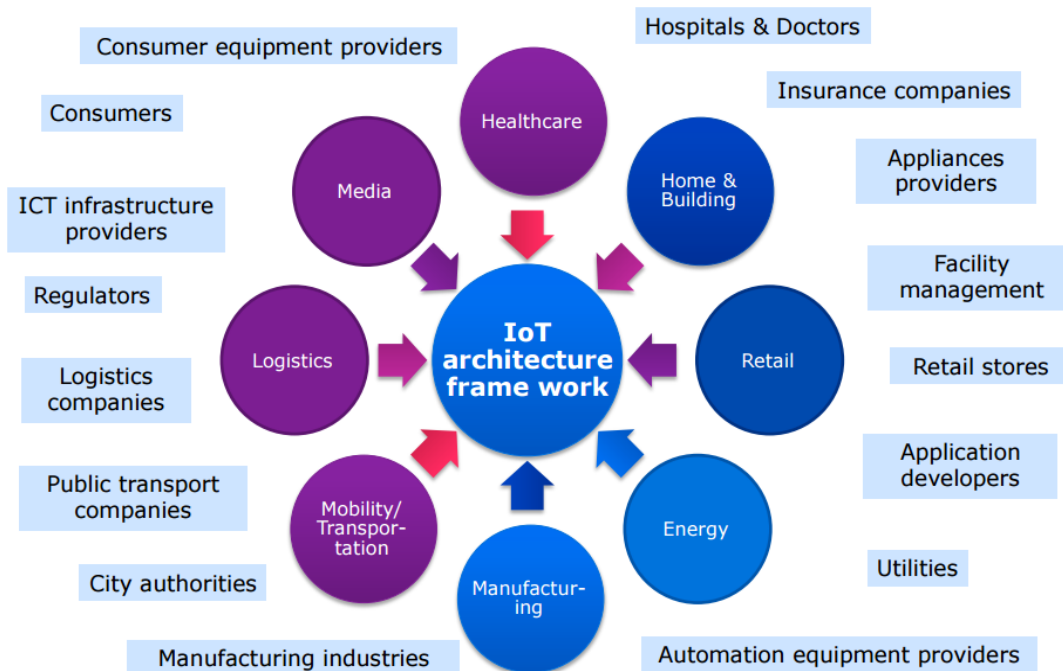 Hospitals & Doctors
Consumer equipment providers
Insurance companies
Consumers
Healthcare
Appliances
providers
Media
Home &
Building
ICT infrastructure
providers
Facility
management
Regulators
IoT
architecture
frame work
Logistics
Retail
Retail stores
Logistics
companies
Application
developers
Public transport
companies
Mobility/
Transpor-
tation
Energy
Utilities
City authorities
Manufactur-
ing
Manufacturing industries
Automation equipment providers